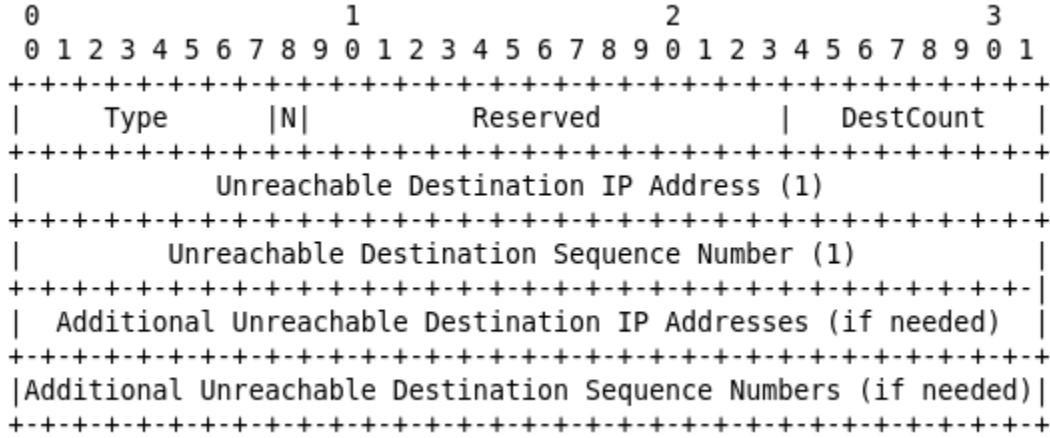 0                   1                   2                   3
 0 1 2 3 4 5 6 7 8 9 0 1 2 3 4 5 6 7 8 9 0 1 2 3 4 5 6 7 8 9 0 1
+-+-+-+-+-+-+-+-+-+-+-+-+-+-+-+-+-+-+-+-+-+-+-+-+-+-+-+-+-+-+-+-+
|     Type      |N|          Reserved           |   DestCount   |
+-+-+-+-+-+-+-+-+-+-+-+-+-+-+-+-+-+-+-+-+-+-+-+-+-+-+-+-+-+-+-+-+
|            Unreachable Destination IP Address (1)             |
+-+-+-+-+-+-+-+-+-+-+-+-+-+-+-+-+-+-+-+-+-+-+-+-+-+-+-+-+-+-+-+-+
|         Unreachable Destination Sequence Number (1)           |
+-+-+-+-+-+-+-+-+-+-+-+-+-+-+-+-+-+-+-+-+-+-+-+-+-+-+-+-+-+-+-+-|
|  Additional Unreachable Destination IP Addresses (if needed)  |
+-+-+-+-+-+-+-+-+-+-+-+-+-+-+-+-+-+-+-+-+-+-+-+-+-+-+-+-+-+-+-+-+
|Additional Unreachable Destination Sequence Numbers (if needed)|
+-+-+-+-+-+-+-+-+-+-+-+-+-+-+-+-+-+-+-+-+-+-+-+-+-+-+-+-+-+-+-+-+